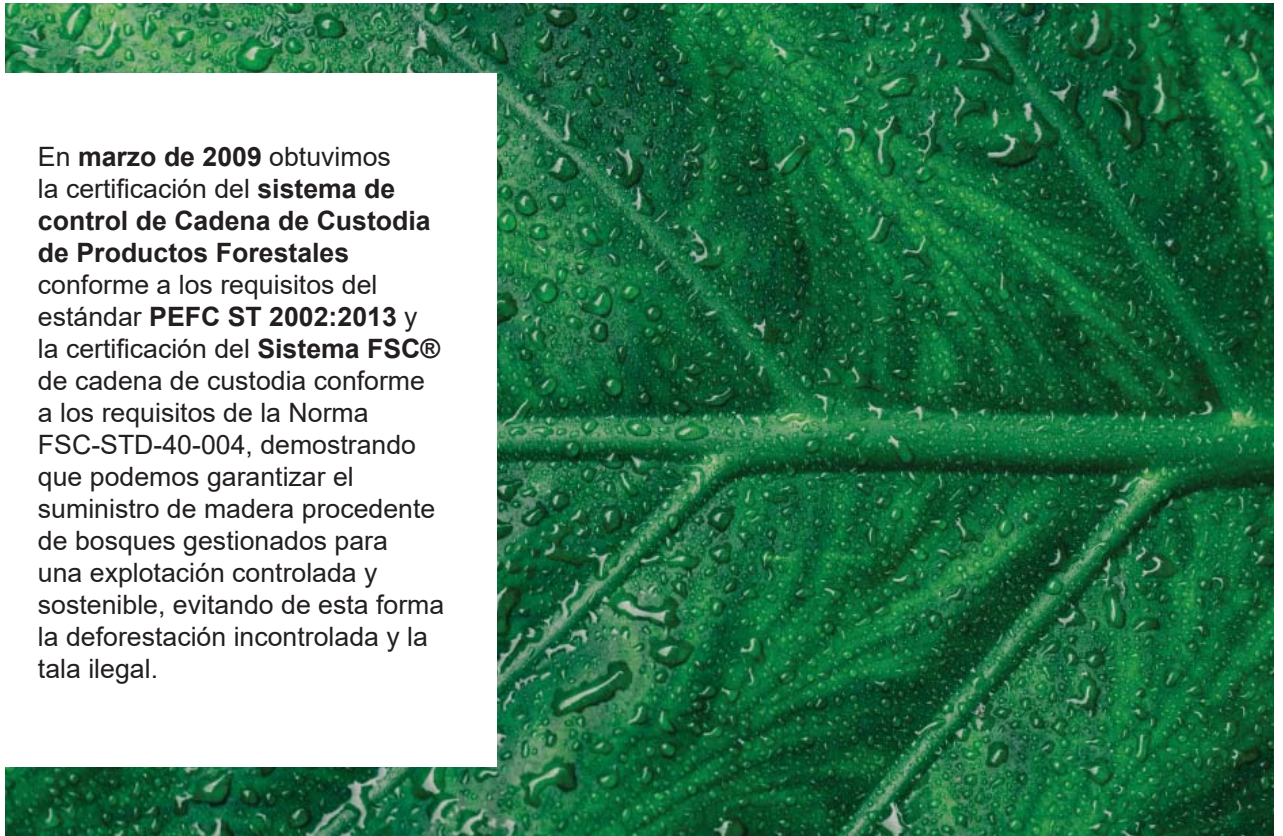 En marzo de 2009 obtuvimos
la certificación del sistema de
control de Cadena de Custodia
de Productos Forestales
conforme a los requisitos del
estándar PEFC ST 2002:2013 y
la certificación del Sistema FSC®
de cadena de custodia conforme
a los requisitos de la Norma
FSC-STD-40-004, demostrando
que podemos garantizar el
suministro de madera procedente
de bosques gestionados para
una explotación controlada y
sostenible, evitando de esta forma
la deforestación incontrolada y la
tala ilegal.